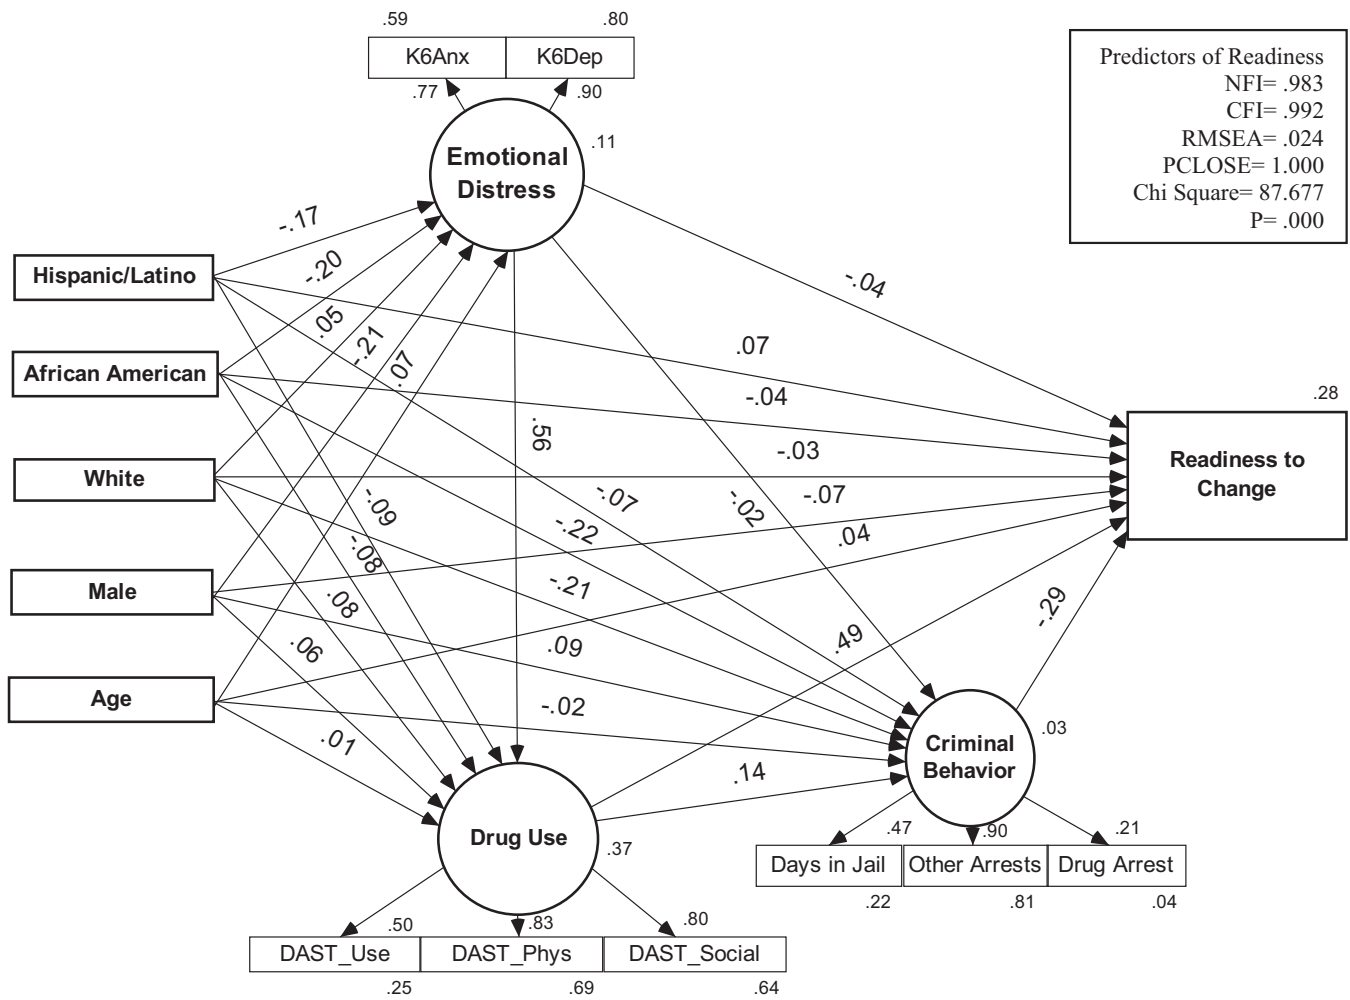 .59
.80
K6Anx
K6Dep
.77
.90
Emotional
Distress
.11
Predictors of Readiness
NFI= .983
CFI= .992
RMSEA= .024
PCLOSE= 1.000
Chi Square= 87.677
P= .000
-.17
-.20
.05
-.21
.07
-.04
Hispanic/Latino
African American
White
Male
Age
.07
-.04
-.03
-.07
.04
.28
Readiness to
Change
.56
-.09
-.08
.08
.06
.01
-.07
-.22
-.21
.09
-.02
-.02
.49
-.29
.14
Criminal
Behavior
.03
Drug Use
.37
.47
.90
.21
Days in Jail
Other Arrests
Drug Arrest
.22
.81
.04
.50
.83
.80
DAST_Use
DAST_Phys
DAST_Social
.25
.69
.64